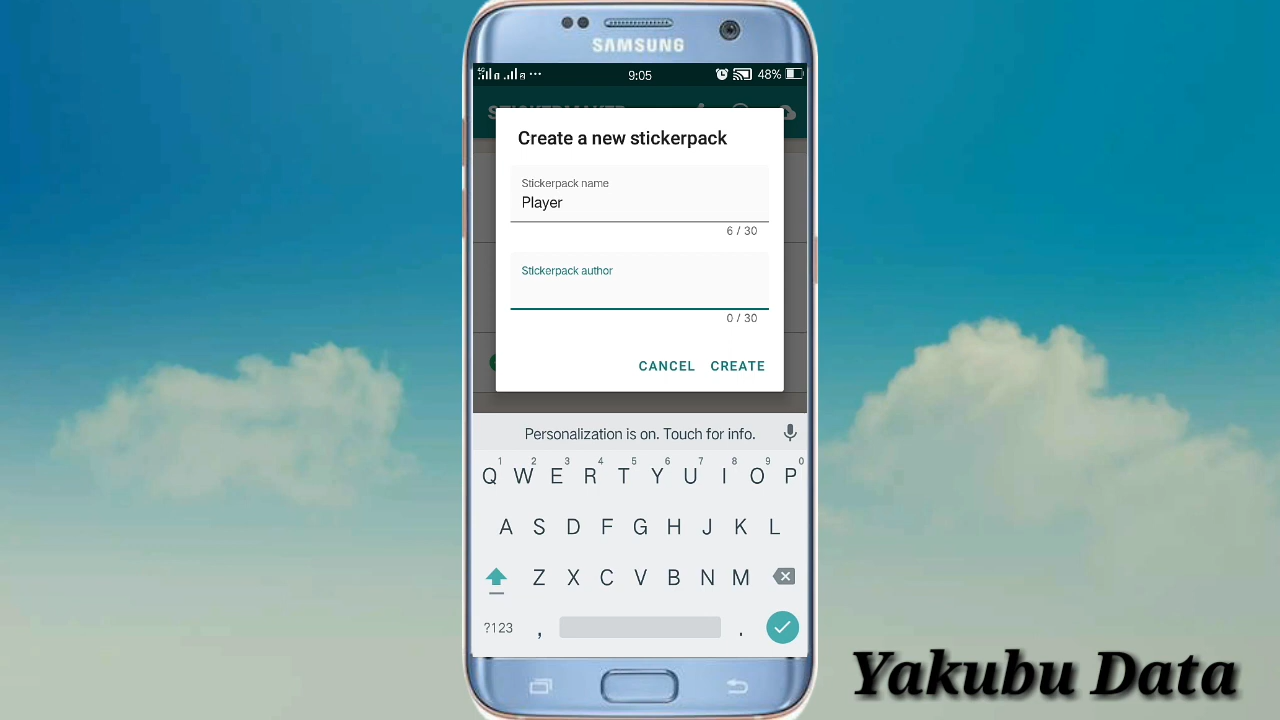 SAMSUNG
9:05
48%
Create a new stickerpack
Stickerpack name
Player
6 / 30
Stickerpack author
0 / 30
CANCEL CREATE
Personalization is on. Touch for info.
1 2 3 4 5 6 7 8 9 0
Q W E R T Y U I O P
A S D F G H J K L
Z X C V B N M
?123 , .
Yakubu Data